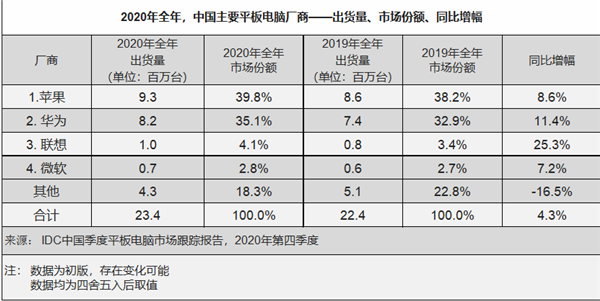 2020年全年，中国主要平板电脑厂商——出货量、市场份额、同比增幅
厂商 2020年全年出货量（单位：百万台） 2020年全年市场份额 2019年全年出货量（单位：百万台） 2019年全年市场份额 同比增幅
1.苹果 9.3 39.8% 8.6 38.2% 8.6%
2. 华为 8.2 35.1% 7.4 32.9% 11.4%
3. 联想 1.0 4.1% 0.8 3.4% 25.3%
4. 微软 0.7 2.8% 0.6 2.7% 7.2%
其他 4.3 18.3% 5.1 22.8% -16.5%
合计 23.4 100.0% 22.4 100.0% 4.3%
来源： IDC中国季度平板电脑市场跟踪报告，2020年第四季度
注： 数据为初版，存在变化可能
数据均为四舍五入后取值